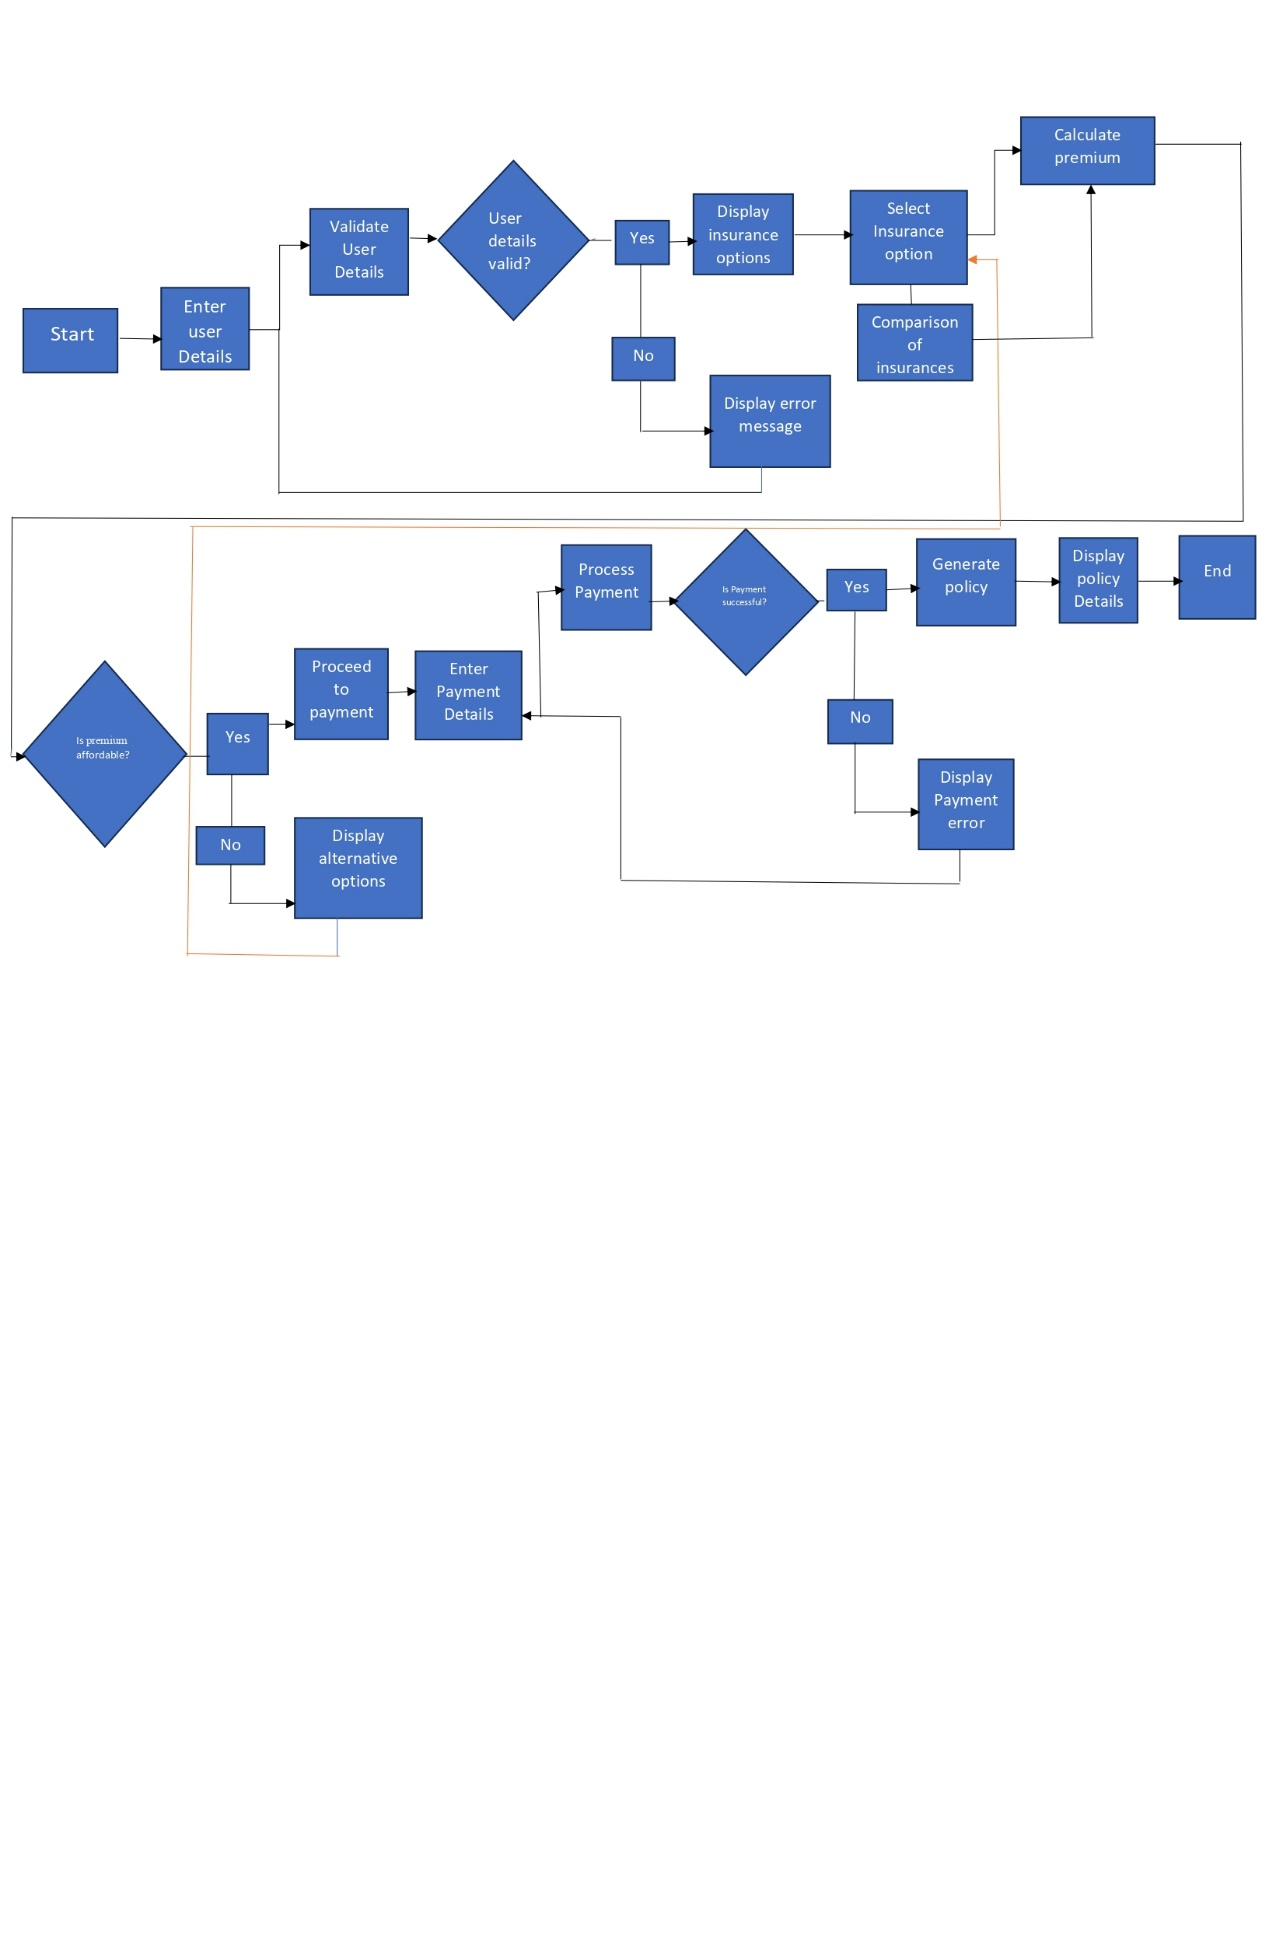 Start
Enter
user
Details
Validate
User
Details
User
details
valid?
Yes
No
Display error
message
Display
insurance
options
Select
Insurance
option
Comparison
of
insurances
Calculate
premium
Is premium
affordable?
Yes
No
Display
alternative
options
Proceed
to
payment
Enter
Payment
Details
Process
Payment
Is Payment
successful?
Yes
No
Display
Payment
error
Generate
policy
Display
policy
Details
End